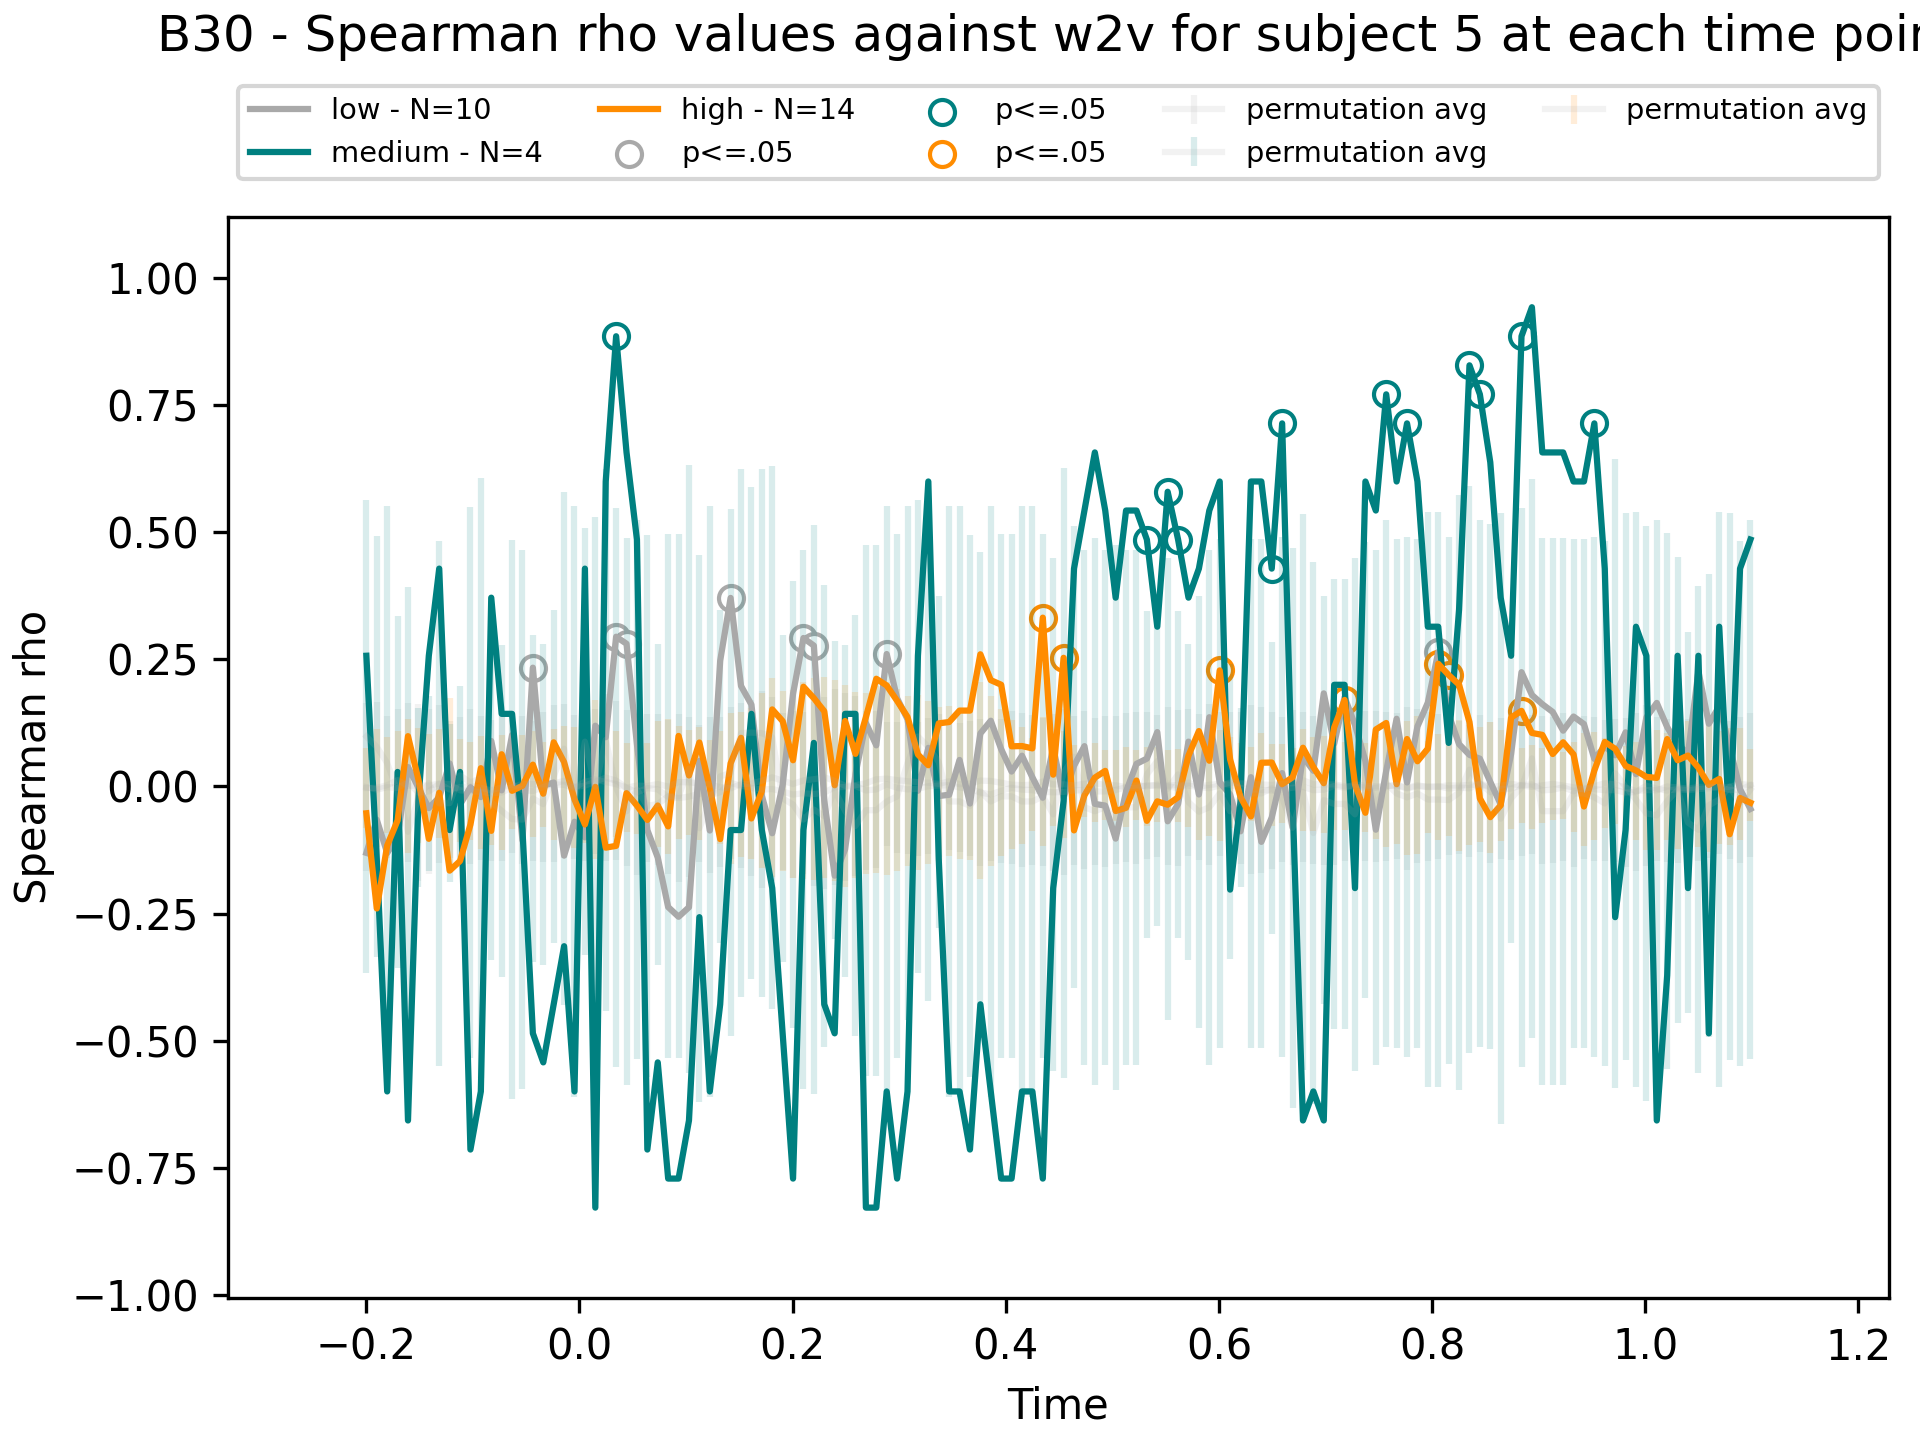 B30 - Spearman rho values against w2v for subject 5 at each time poin
low - N=10
medium - N=4
high - N=14
p<=.05
p<=.05
p<=.05
permutation avg
permutation avg
permutation avg
Spearman rho
1.00
0.75
0.50
0.25
0.00
−0.25
−0.50
−0.75
−1.00
−0.2 0.0 0.2 0.4 0.6 0.8 1.0 1.2
Time